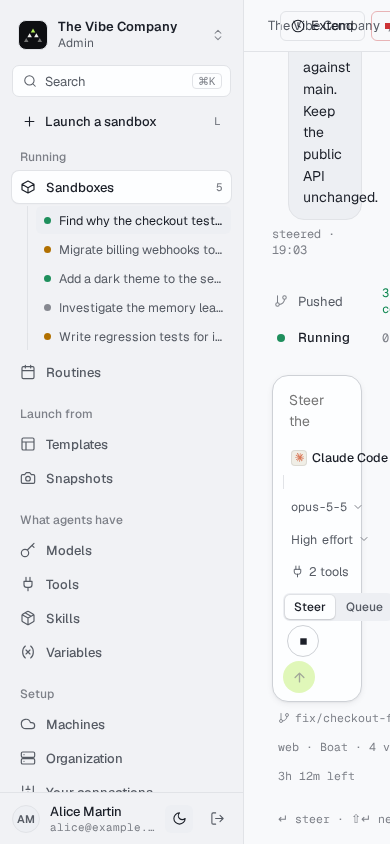 The Vibe Company
Admin
Search ⌘K
Launch a sandbox L
Running
Sandboxes 5
Find why the checkout test…
Migrate billing webhooks to…
Add a dark theme to the se…
Investigate the memory lea…
Write regression tests for i…
Routines
Launch from
Templates
Snapshots
What agents have
Models
Tools
Skills
Variables
Setup
Machines
Organization
Your connections
AM
Alice Martin
alice@example.…
The Vibe Company
Extend
against
main.
Keep
the
public
API
unchanged.
steered ·
19:03
Pushed 3
Running 0
Steer
the
Claude Code
opus-5-5
High effort
2 tools
Steer Queue
fix/checkout-f
web · Boat · 4 v
3h 12m left
↵ steer · ⇧↵ ne